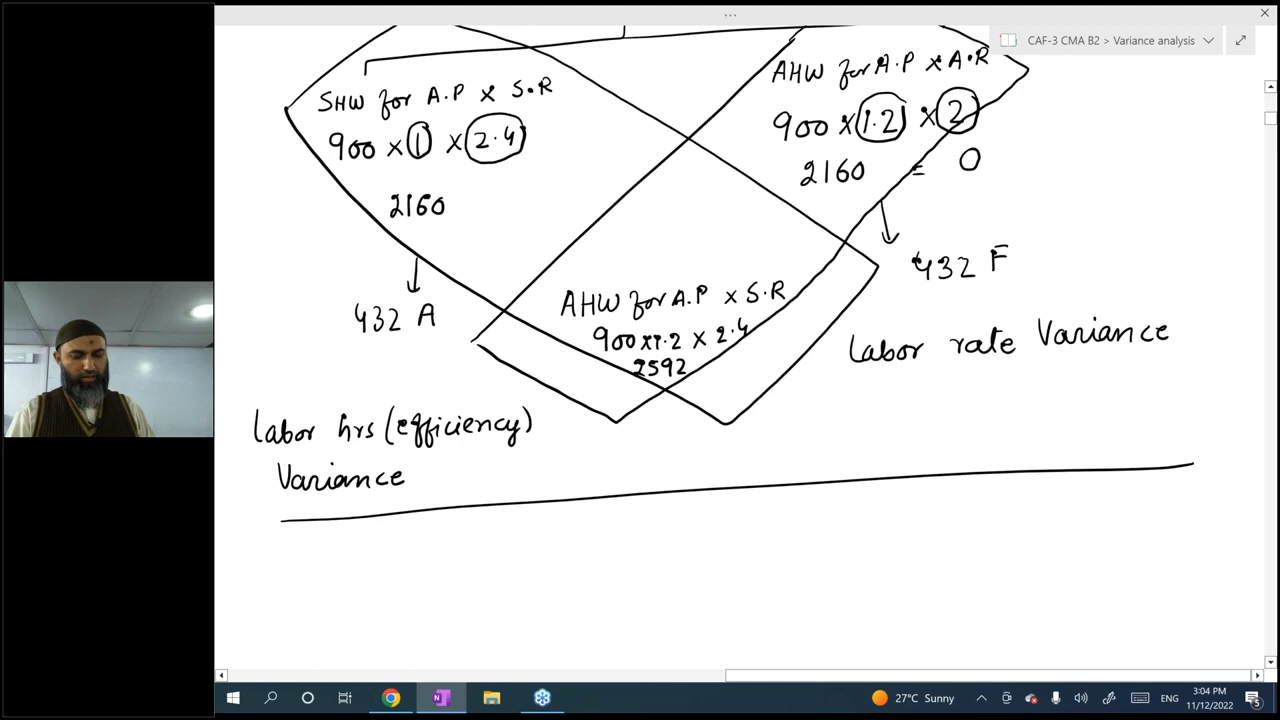 CAF-3 CMA B2 > Variance analysis
SHW for A.P x S.R
900 x 1 x 2.4
2160
432 A
Labor hrs (efficiency)
Variance
AHW for A.P x S.R
900 x 1.2 x 2.4
2592
AHW for A.P x A.R
900 x 1.2 x 2
2160 = 0
432 F
Labor rate Variance
27°C Sunny
ENG
3:04 PM
11/12/2022
5